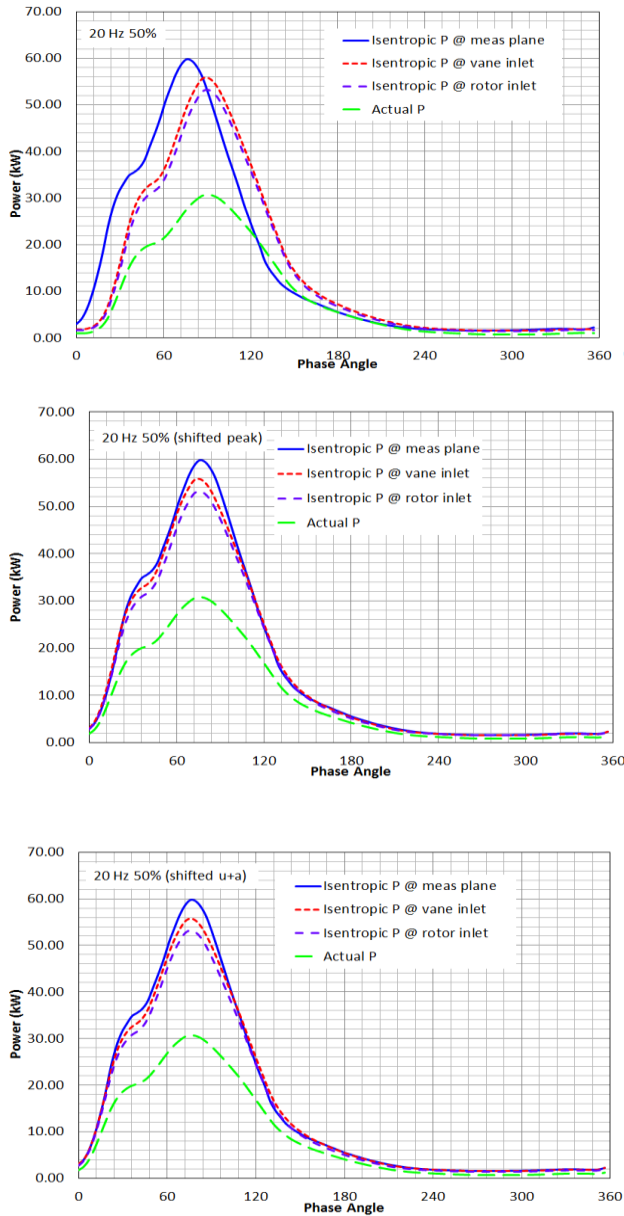 70.00
60.00
50.00
40.00
30.00
20.00
10.00
0.00
Power (kW)
20 Hz 50%
Isentropic P @ meas plane
Isentropic P @ vane inlet
Isentropic P @ rotor inlet
Actual P
0 60 120 180 240 300 360
Phase Angle
70.00
60.00
50.00
40.00
30.00
20.00
10.00
0.00
Power (kW)
20 Hz 50% (shifted peak)
Isentropic P @ meas plane
Isentropic P @ vane inlet
Isentropic P @ rotor inlet
Actual P
0 60 120 180 240 300 360
Phase Angle
70.00
60.00
50.00
40.00
30.00
20.00
10.00
0.00
Power (kW)
20 Hz 50% (shifted u+a)
Isentropic P @ meas plane
Isentropic P @ vane inlet
Isentropic P @ rotor inlet
Actual P
0 60 120 180 240 300 360
Phase Angle